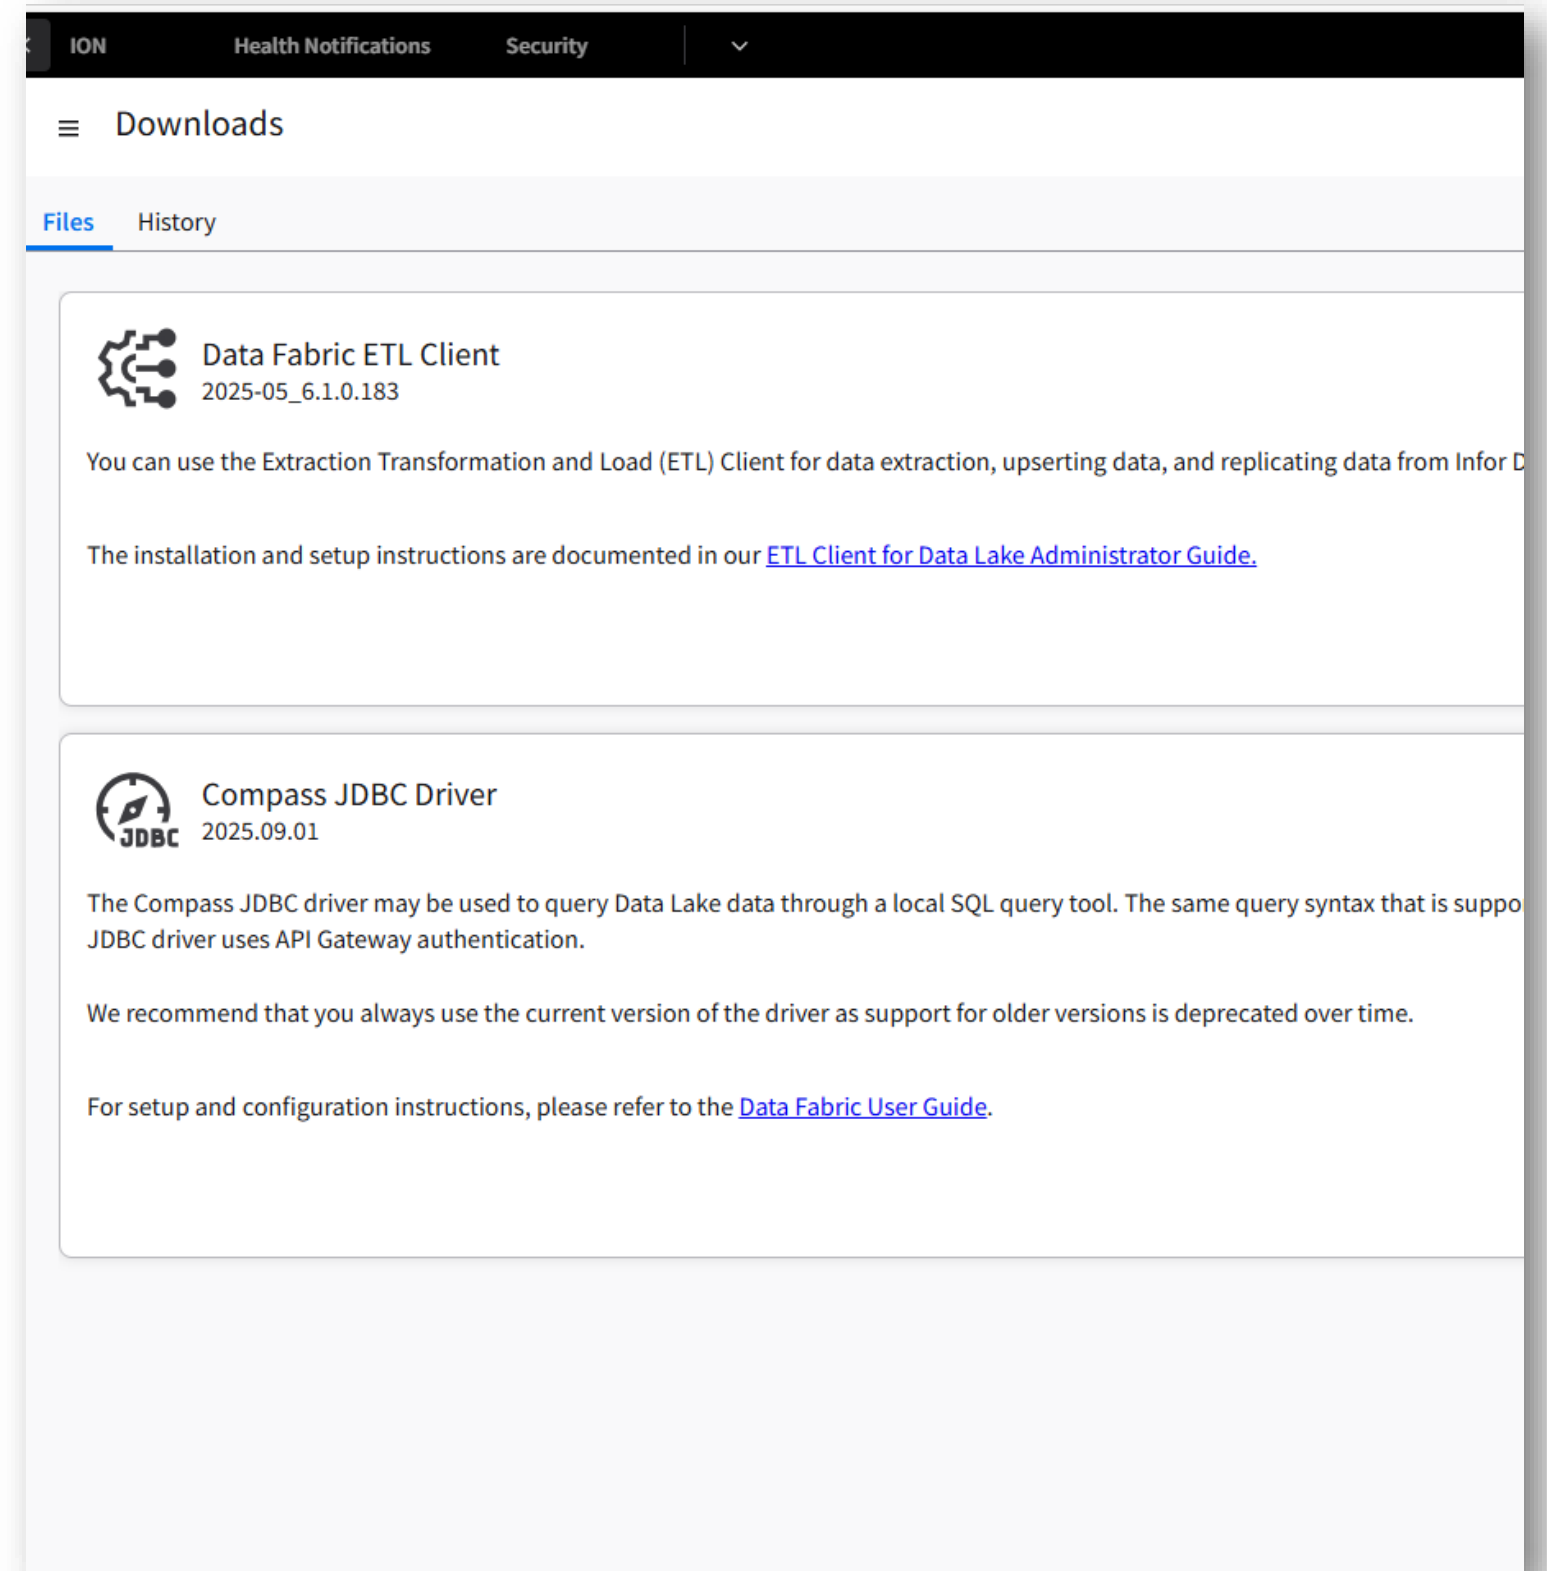 ION Health Notifications Security
Downloads
Files History
Data Fabric ETL Client
2025-05_6.1.0.183
You can use the Extraction Transformation and Load (ETL) Client for data extraction, upserting data, and replicating data from Infor
The installation and setup instructions are documented in our ETL Client for Data Lake Administrator Guide.
JDBC
Compass JDBC Driver
2025.09.01
The Compass JDBC driver may be used to query Data Lake data through a local SQL query tool. The same query syntax that is suppo
JDBC driver uses API Gateway authentication.
We recommend that you always use the current version of the driver as support for older versions is deprecated over time.
For setup and configuration instructions, please refer to the Data Fabric User Guide.